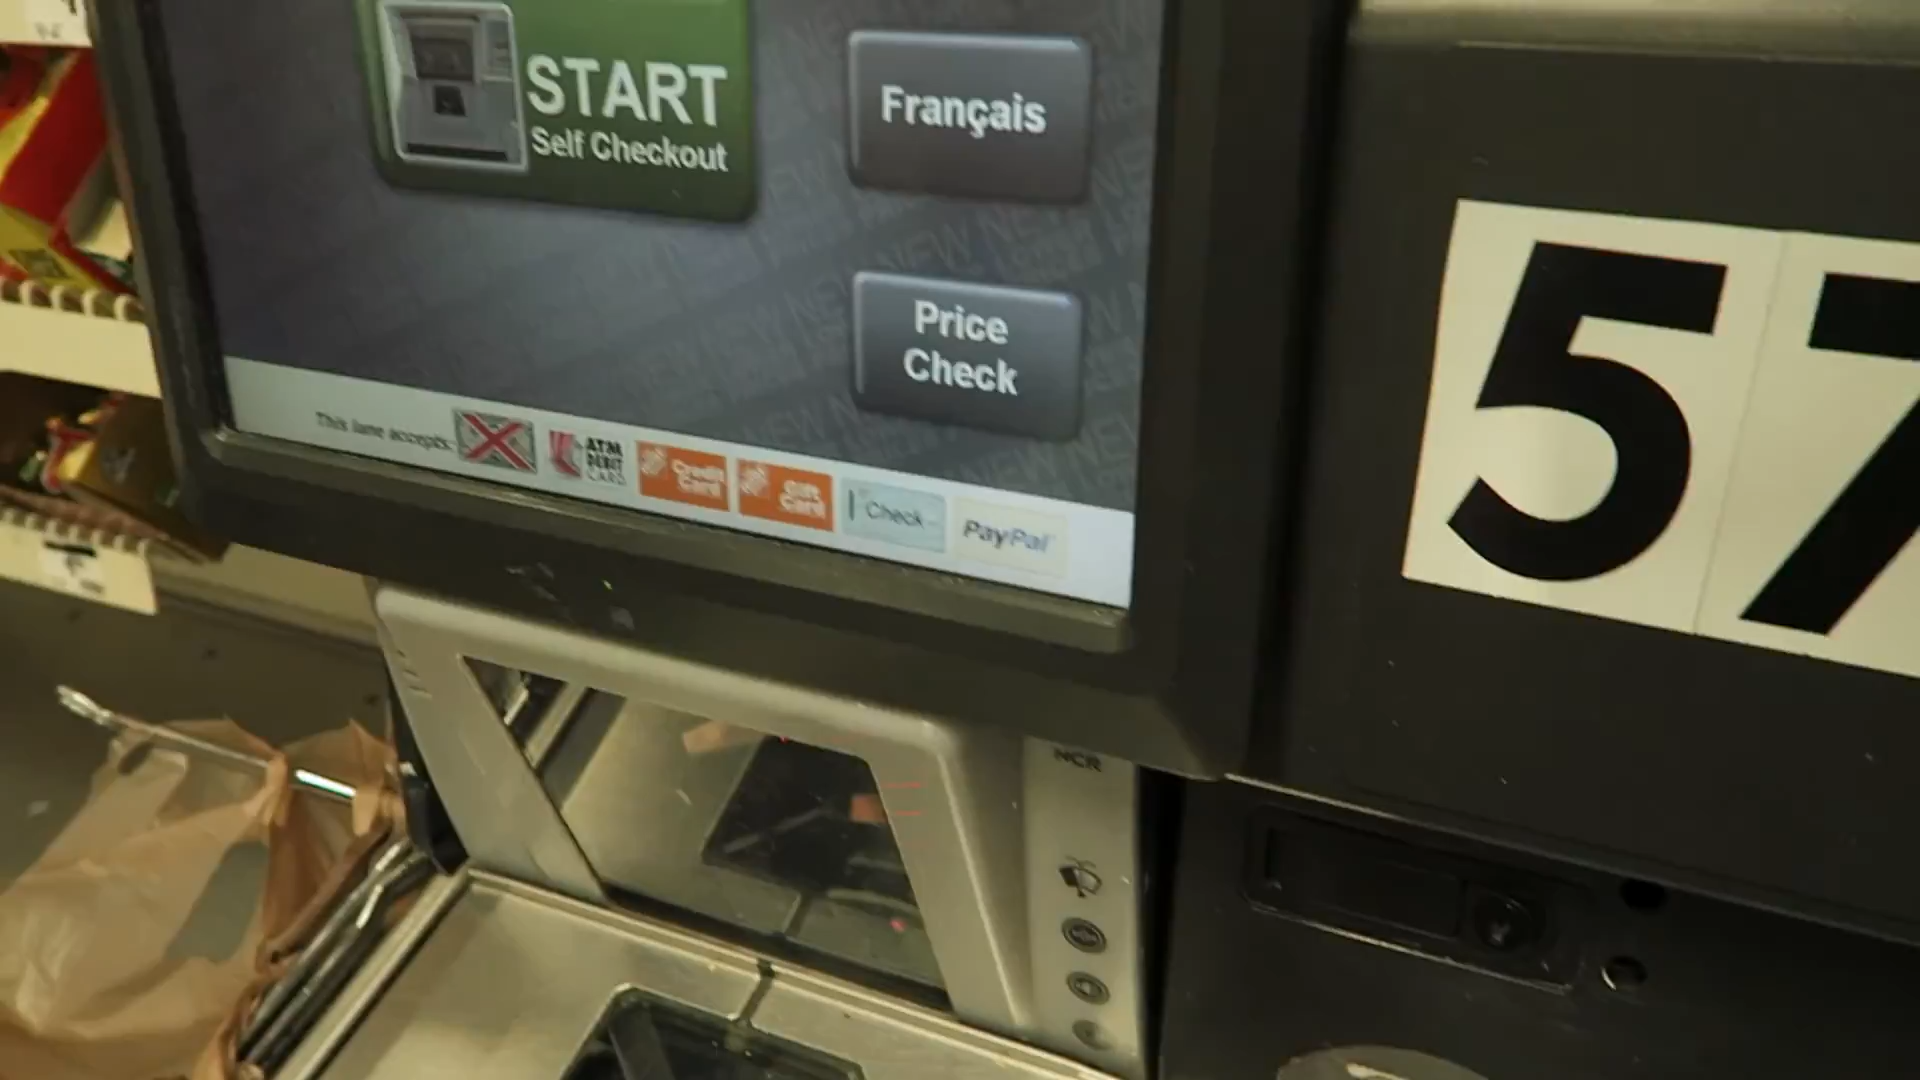 START
Self Checkout
Français
Price
Check
This lane accepts:
ATM
DEBIT
CARD
Credit
Card
Gift
Card
Check
PayPal
57
NCR